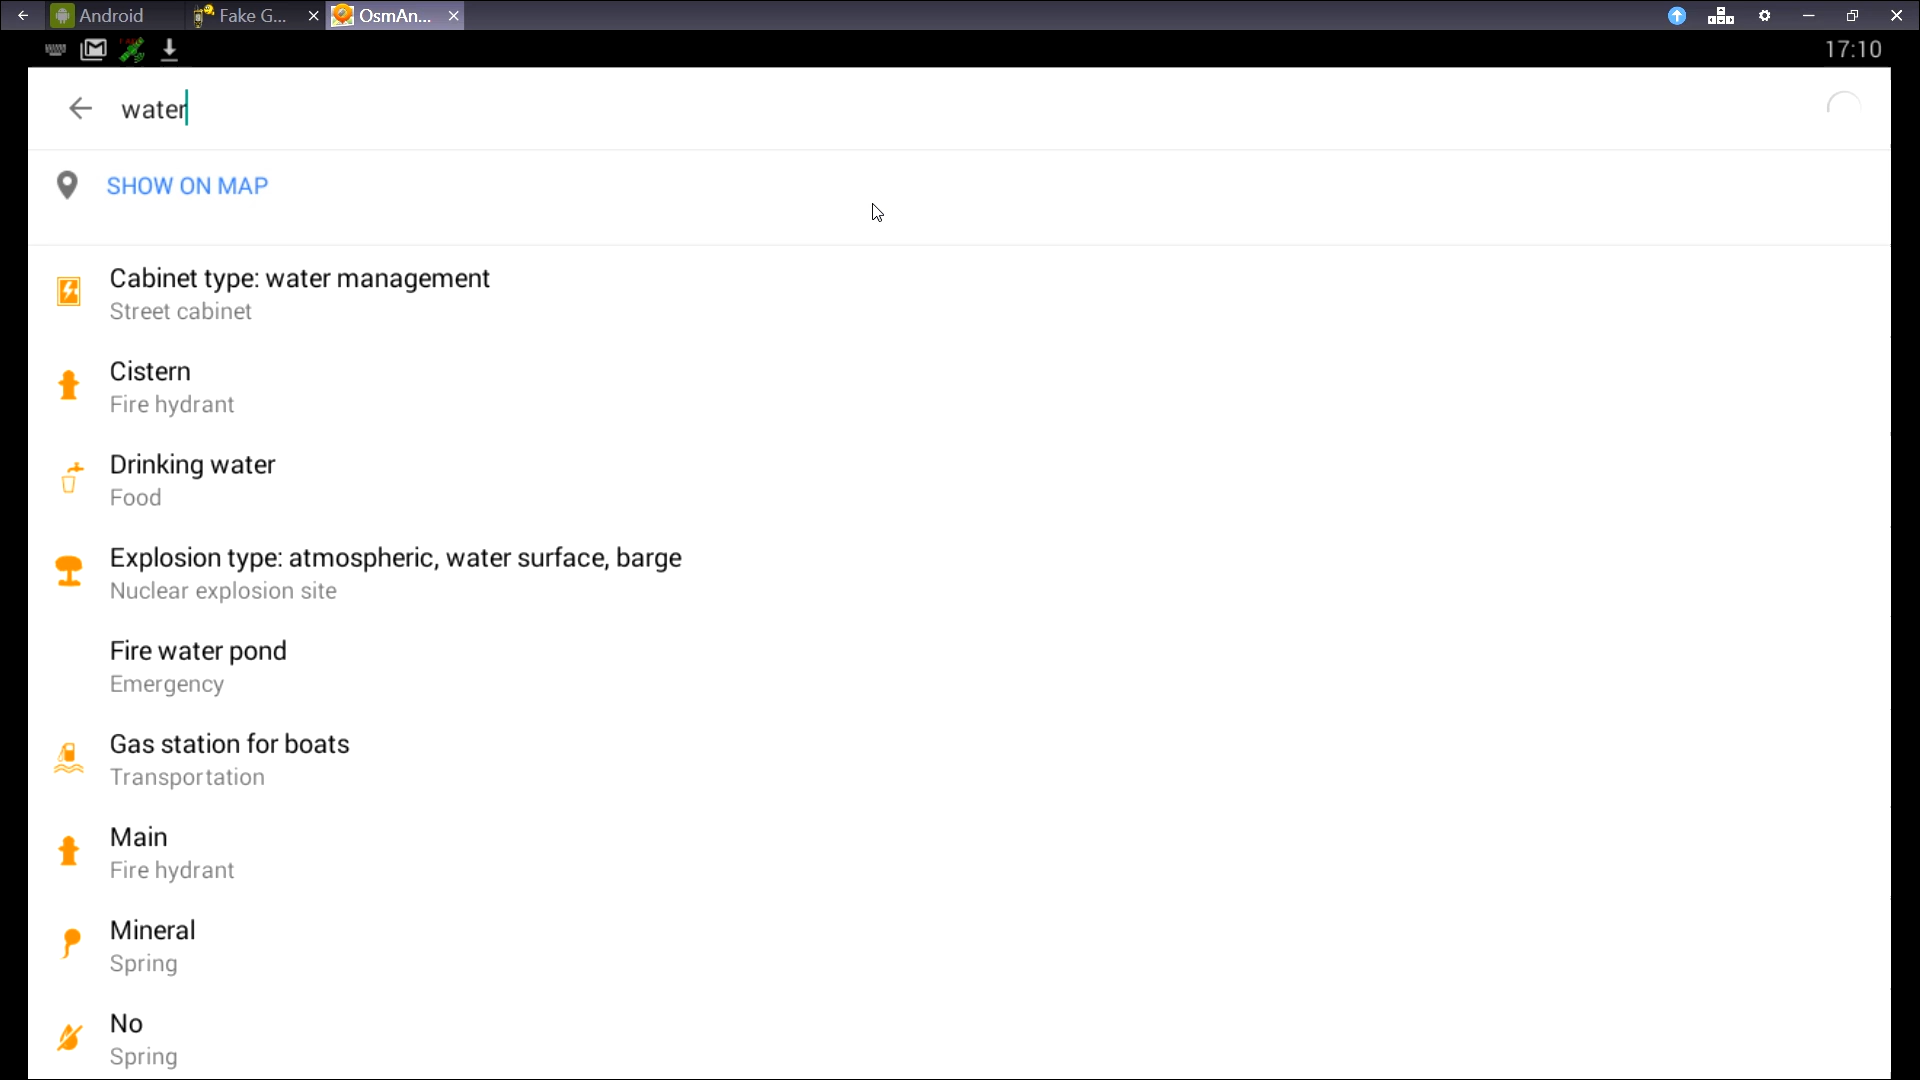 Android
Fake G...
OsmAn...
17:10
water
SHOW ON MAP
Cabinet type: water management
Street cabinet
Cistern
Fire hydrant
Drinking water
Food
Explosion type: atmospheric, water surface, barge
Nuclear explosion site
Fire water pond
Emergency
Gas station for boats
Transportation
Main
Fire hydrant
Mineral
Spring
No
Spring